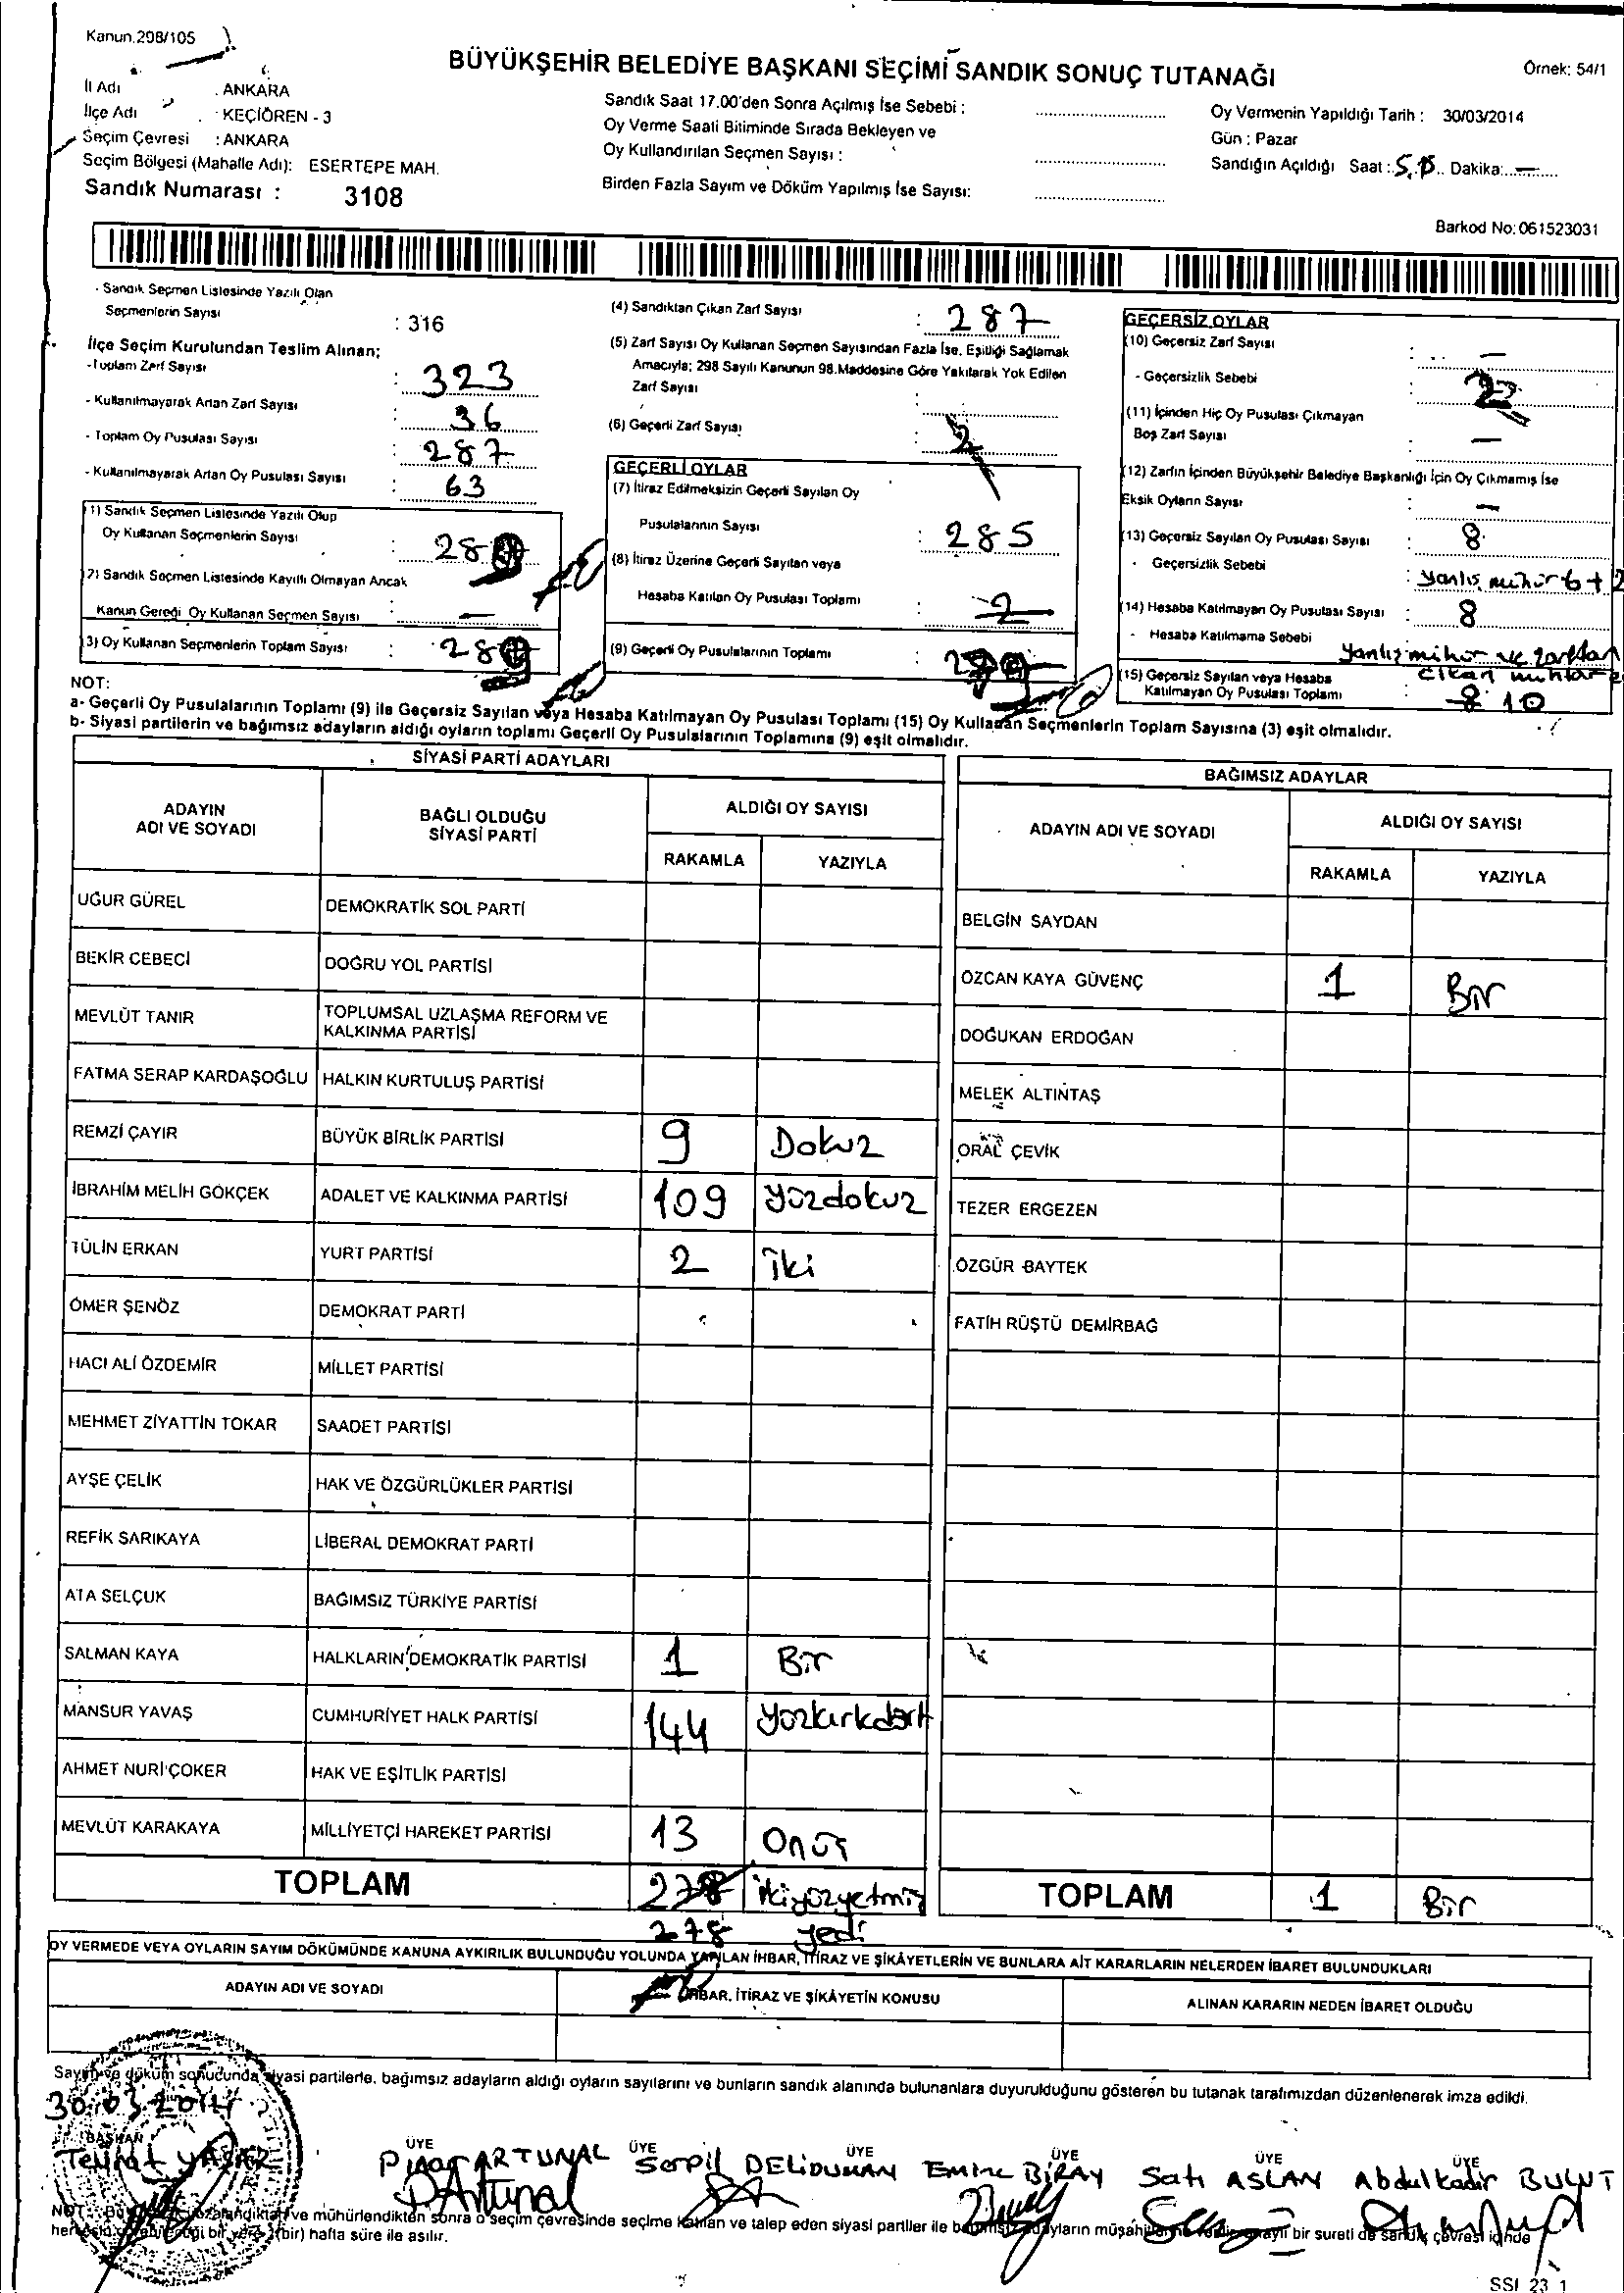 Kanun.298/105
BÜYÜKŞEHİR BELEDİYE BAŞKANI SEÇİMİ SANDIK SONUÇ TUTANAĞI
Örnek: 54/1
İl Adı : ANKARA
İlçe Adı : KEÇİÖREN - 3
Seçim Çevresi : ANKARA
Seçim Bölgesi (Mahalle Adı): ESERTEPE MAH.
Sandık Numarası : 3108
Sandık Saat 17.00'den Sonra Açılmış İse Sebebi :
Oy Verme Saati Bitiminde Sırada Bekleyen ve
Oy Kullandırılan Seçmen Sayısı :
Birden Fazla Sayım ve Döküm Yapılmış İse Sayısı:
Oy Vermenin Yapıldığı Tarih : 30/03/2014
Gün : Pazar
Sandığın Açıldığı Saat : Dakika: —
Barkod No: 061523031
- Sandık Seçmen Listesinde Yazılı Olan
Seçmenlerin Sayısı : 316
İlçe Seçim Kurulundan Teslim Alınan;
- Toplam Zarf Sayısı : 323
- Kullanılmayarak Artan Zarf Sayısı : 36
- Toplam Oy Pusulası Sayısı : 287
- Kullanılmayarak Artan Oy Pusulası Sayısı : 63
(1) Sandık Seçmen Listesinde Yazılı Olup
Oy Kullanan Seçmenlerin Sayısı :
(2) Sandık Seçmen Listesinde Kayıtlı Olmayan Ancak
Kanun Gereği Oy Kullanan Seçmen Sayısı : —
(3) Oy Kullanan Seçmenlerin Toplam Sayısı :
(4) Sandıktan Çıkan Zarf Sayısı : 287
(5) Zarf Sayısı Oy Kullanan Seçmen Sayısından Fazla İse, Eşitliği Sağlamak
Amacıyla; 298 Sayılı Kanunun 98.Maddesine Göre Yakılarak Yok Edilen
Zarf Sayısı :
(6) Geçerli Zarf Sayısı : 2
GEÇERLİ OYLAR
(7) İtiraz Edilmeksizin Geçerli Sayılan Oy
Pusulalarının Sayısı : 285
(8) İtiraz Üzerine Geçerli Sayılan veya
Hesaba Katılan Oy Pusulası Toplamı : 2
(9) Geçerli Oy Pusulalarının Toplamı :
GEÇERSİZ OYLAR
(10) Geçersiz Zarf Sayısı : —
- Geçersizlik Sebebi :
(11) İçinden Hiç Oy Pusulası Çıkmayan
Boş Zarf Sayısı : —
(12) Zarfın İçinden Büyükşehir Belediye Başkanlığı İçin Oy Çıkmamış İse
Eksik Oyların Sayısı : —
(13) Geçersiz Sayılan Oy Pusulası Sayısı : 8
- Geçersizlik Sebebi : yanlış mühür 6+2
(14) Hesaba Katılmayan Oy Pusulası Sayısı : 8
- Hesaba Katılmama Sebebi yanlış mühür ve zarftan
çıkan muhtar
(15) Geçersiz Sayılan veya Hesaba
Katılmayan Oy Pusulası Toplamı : 8 10
NOT:
a- Geçerli Oy Pusulalarının Toplamı (9) ile Geçersiz Sayılan veya Hesaba Katılmayan Oy Pusulası Toplamı (15) Oy Kullanan Seçmenlerin Toplam Sayısına (3) eşit olmalıdır.
b- Siyasi partilerin ve bağımsız adayların aldığı oyların toplamı Geçerli Oy Pusulalarının Toplamına (9) eşit olmalıdır.
SİYASİ PARTİ ADAYLARI
ADAYIN ADI VE SOYADI
BAĞLI OLDUĞU SİYASİ PARTİ
ALDIĞI OY SAYISI
RAKAMLA YAZIYLA
UĞUR GÜREL DEMOKRATİK SOL PARTİ
BEKİR CEBECİ DOĞRU YOL PARTİSİ
MEVLÜT TANIR TOPLUMSAL UZLAŞMA REFORM VE
KALKINMA PARTİSİ
FATMA SERAP KARDAŞOĞLU HALKIN KURTULUŞ PARTİSİ
REMZİ ÇAYIR BÜYÜK BİRLİK PARTİSİ 9 Dokuz
İBRAHİM MELİH GÖKÇEK ADALET VE KALKINMA PARTİSİ 109 yüzdokuz
TÜLİN ERKAN YURT PARTİSİ 2 iki
ÖMER ŞENÖZ DEMOKRAT PARTİ
HACI ALİ ÖZDEMİR MİLLET PARTİSİ
MEHMET ZİYATTİN TOKAR SAADET PARTİSİ
AYŞE ÇELİK HAK VE ÖZGÜRLÜKLER PARTİSİ
REFİK SARIKAYA LİBERAL DEMOKRAT PARTİ
ATA SELÇUK BAĞIMSIZ TÜRKİYE PARTİSİ
SALMAN KAYA HALKLARIN DEMOKRATİK PARTİSİ 1 Bir
MANSUR YAVAŞ CUMHURİYET HALK PARTİSİ 144 yüzkırkdört
AHMET NURİ ÇOKER HAK VE EŞİTLİK PARTİSİ
MEVLÜT KARAKAYA MİLLİYETÇİ HAREKET PARTİSİ 13 Onüç
TOPLAM ikiyüzyetmiş
278 yedi
BAĞIMSIZ ADAYLAR
ADAYIN ADI VE SOYADI
ALDIĞI OY SAYISI
RAKAMLA YAZIYLA
BELGİN SAYDAN
ÖZCAN KAYA GÜVENÇ 1 Bir
DOĞUKAN ERDOĞAN
MELEK ALTINTAŞ
ORAL ÇEVİK
TEZER ERGEZEN
ÖZGÜR BAYTEK
FATİH RÜŞTÜ DEMİRBAĞ
TOPLAM 1 Bir
OY VERMEDE VEYA OYLARIN SAYIM DÖKÜMÜNDE KANUNA AYKIRILIK BULUNDUĞU YOLUNDA YAPILAN İHBAR, İTİRAZ VE ŞİKÂYETLERİN VE BUNLARA AİT KARARLARIN NELERDEN İBARET BULUNDUKLARI
ADAYIN ADI VE SOYADI
İHBAR, İTİRAZ VE ŞİKÂYETİN KONUSU
ALINAN KARARIN NEDEN İBARET OLDUĞU
Sayım ve döküm sonucunda siyasi partilerle, bağımsız adayların aldığı oyların sayılarını ve bunların sandık alanında bulunanlara duyurulduğunu gösteren bu tutanak tarafımızdan düzenlenerek imza edildi.
30.03.2014
BAŞKAN ÜYE ÜYE ÜYE ÜYE ÜYE ÜYE
YAŞAR Pınar ARTUNAL Serpil DELİDUMAN Emine BİRAY Satı ASLAN Abdulkadir BULUT
NOT: ve mühürlendikten sonra o seçim çevresinde seçime katılan ve talep eden siyasi partiler ile bağımsız adayların müşahitlerine bir sureti de sandık çevresi içinde
bir yere 1(bir) hafta süre ile asılır.
SSI_23_1